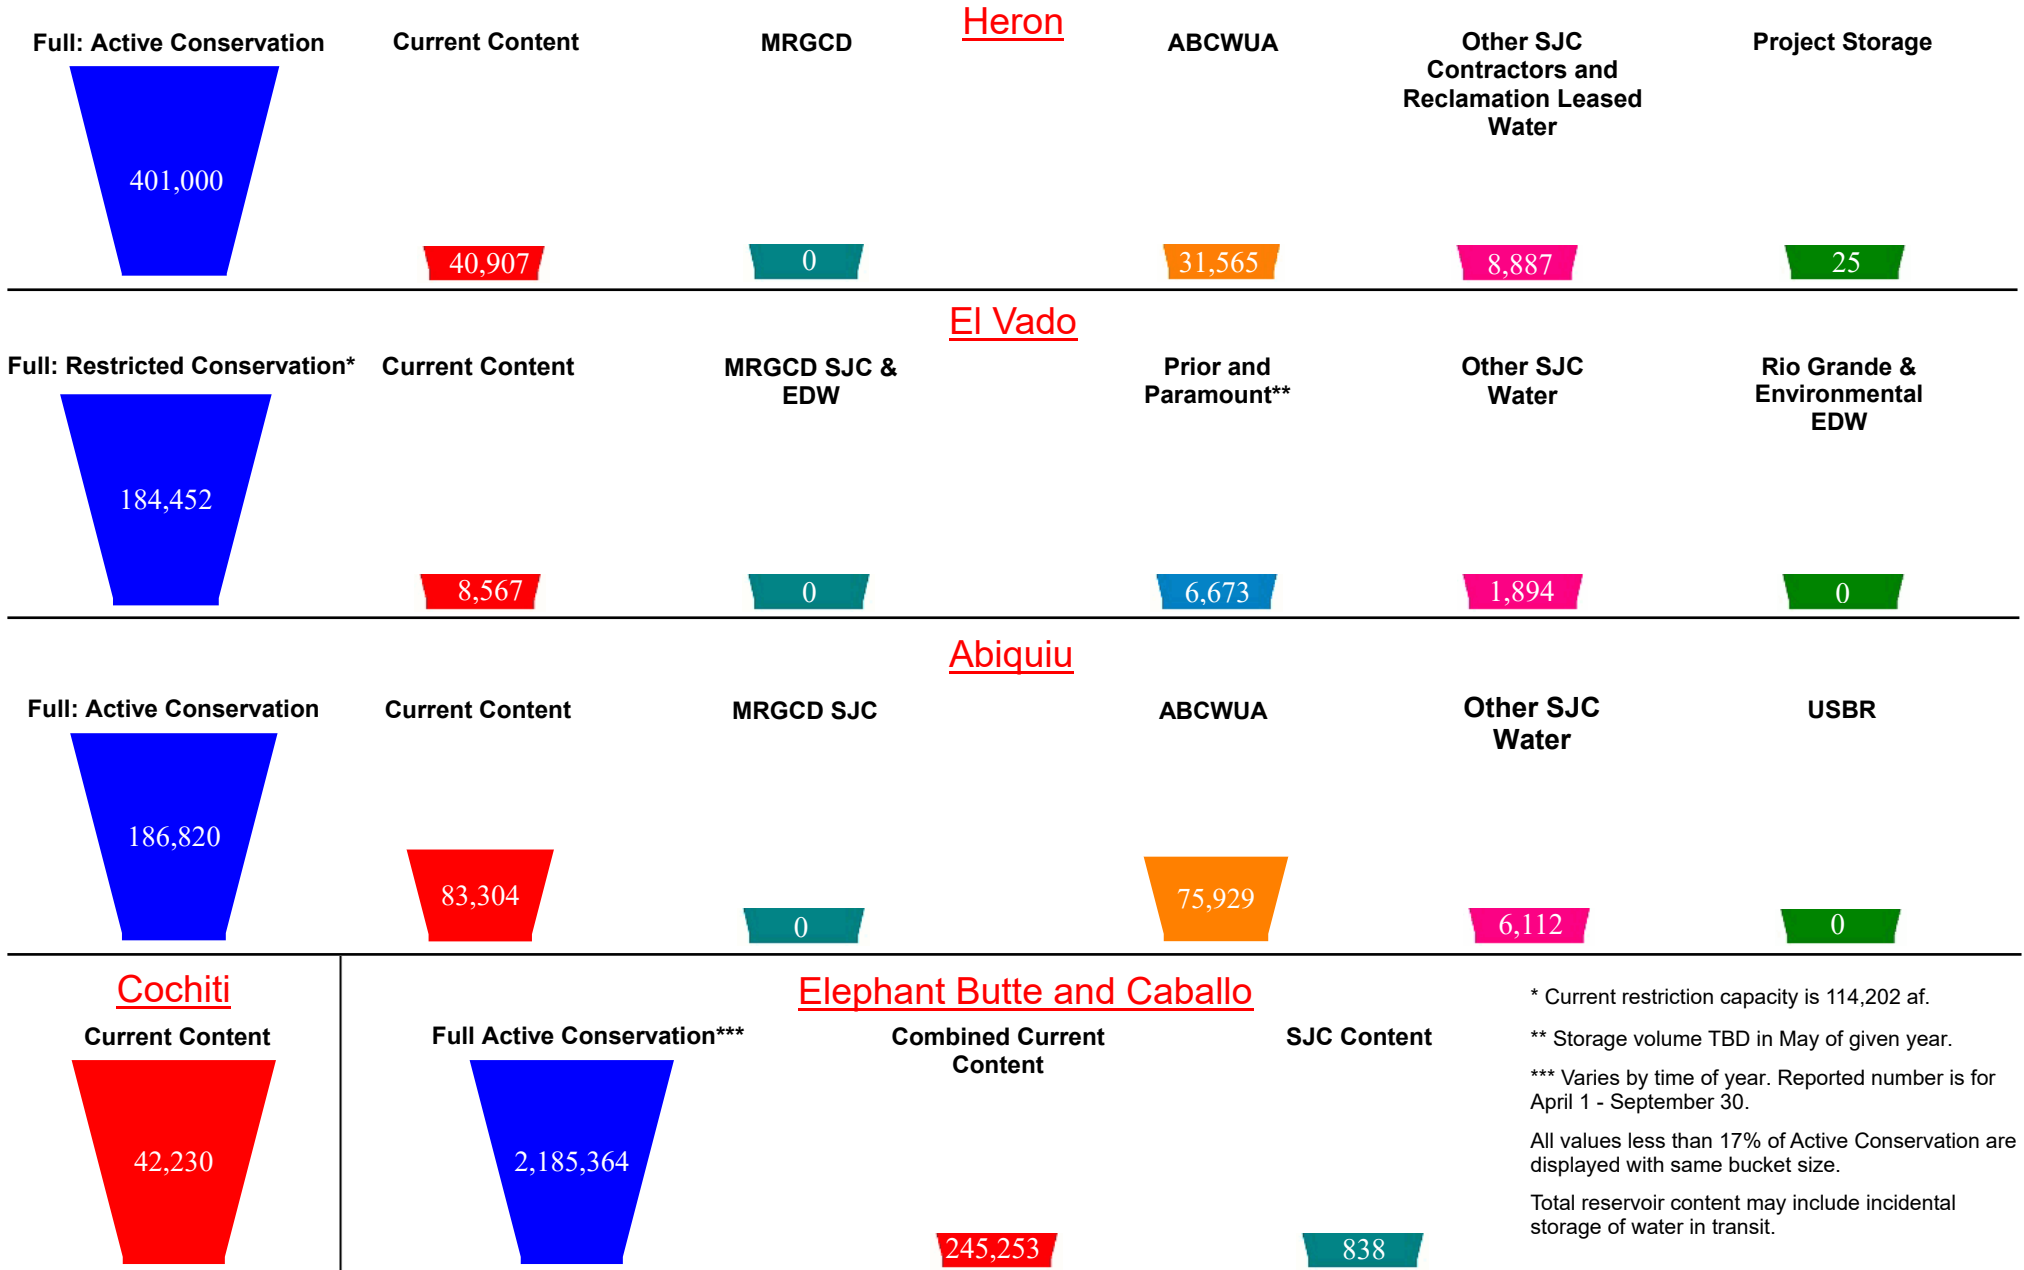 Heron
Full: Active Conservation
Current Content
MRGCD
ABCWUA
Other SJC
Contractors and
Reclamation Leased
Water
Project Storage
401,000
40,907
0
31,565
8,887
25
El Vado
Full: Restricted Conservation*
Current Content
MRGCD SJC &
EDW
Prior and
Paramount**
Other SJC
Water
Rio Grande &
Environmental
EDW
184,452
8,567
0
6,673
1,894
0
Abiquiu
Full: Active Conservation
Current Content
MRGCD SJC
ABCWUA
Other SJC
Water
USBR
186,820
83,304
0
75,929
6,112
0
Cochiti
Current Content
42,230
Elephant Butte and Caballo
Full Active Conservation***
Combined Current
Content
SJC Content
2,185,364
245,253
838
* Current restriction capacity is 114,202 af.
** Storage volume TBD in May of given year.
*** Varies by time of year. Reported number is for
April 1 - September 30.
All values less than 17% of Active Conservation are
displayed with same bucket size.
Total reservoir content may include incidental
storage of water in transit.